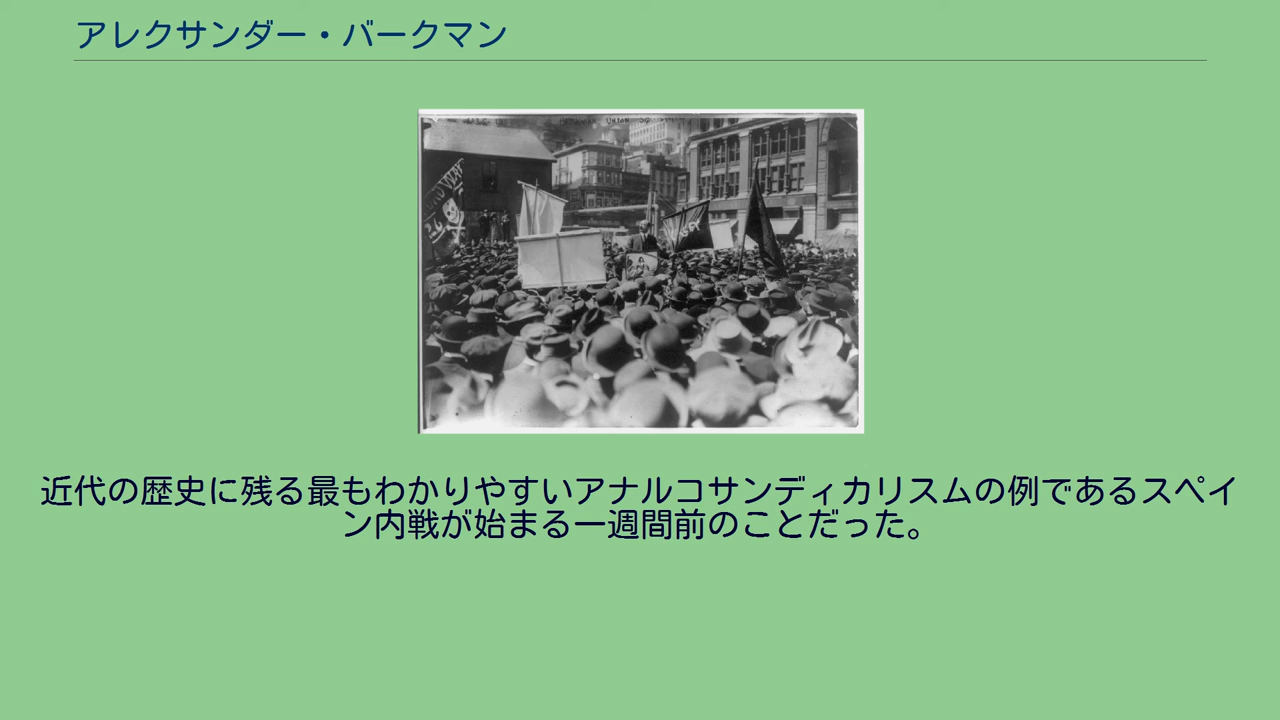 アレクサンダー・バークマン
UNION SQ
近代の歴史に残る最もわかりやすいアナルコサンディカリスムの例であるスペイ
ン内戦が始まる一週間前のことだった。